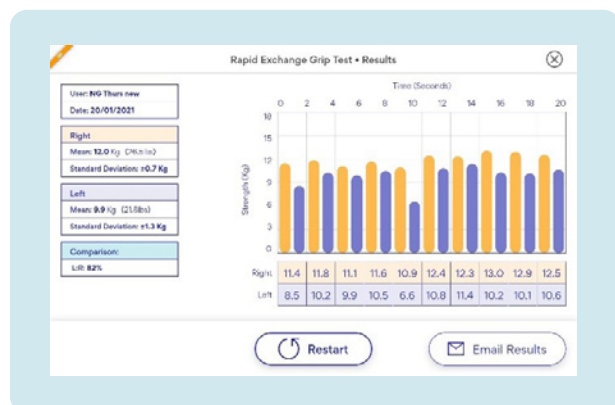 Rapid Exchange Grip Test • Results
User: NG Thurs new
Date: 20/01/2021
Right
Mean: 12.0 Kg
Standard Deviation: ±0.7 Kg
Left
Mean: 9.9 Kg (21.8lbs)
Standard Deviation: ±1.3 Kg
Comparison:
82%
Time (Seconds)
0 2 4 6 8 10 12 14 16 18 20
Strength (Kg)
18
15
12
9
6
3
0
Right 11.4 11.8 11.1 11.6 10.9 12.4 12.3 13.0 12.9 12.5
Left 8.5 10.2 9.9 10.5 6.6 10.8 11.4 10.2 10.1 10.6
Restart
Email Results